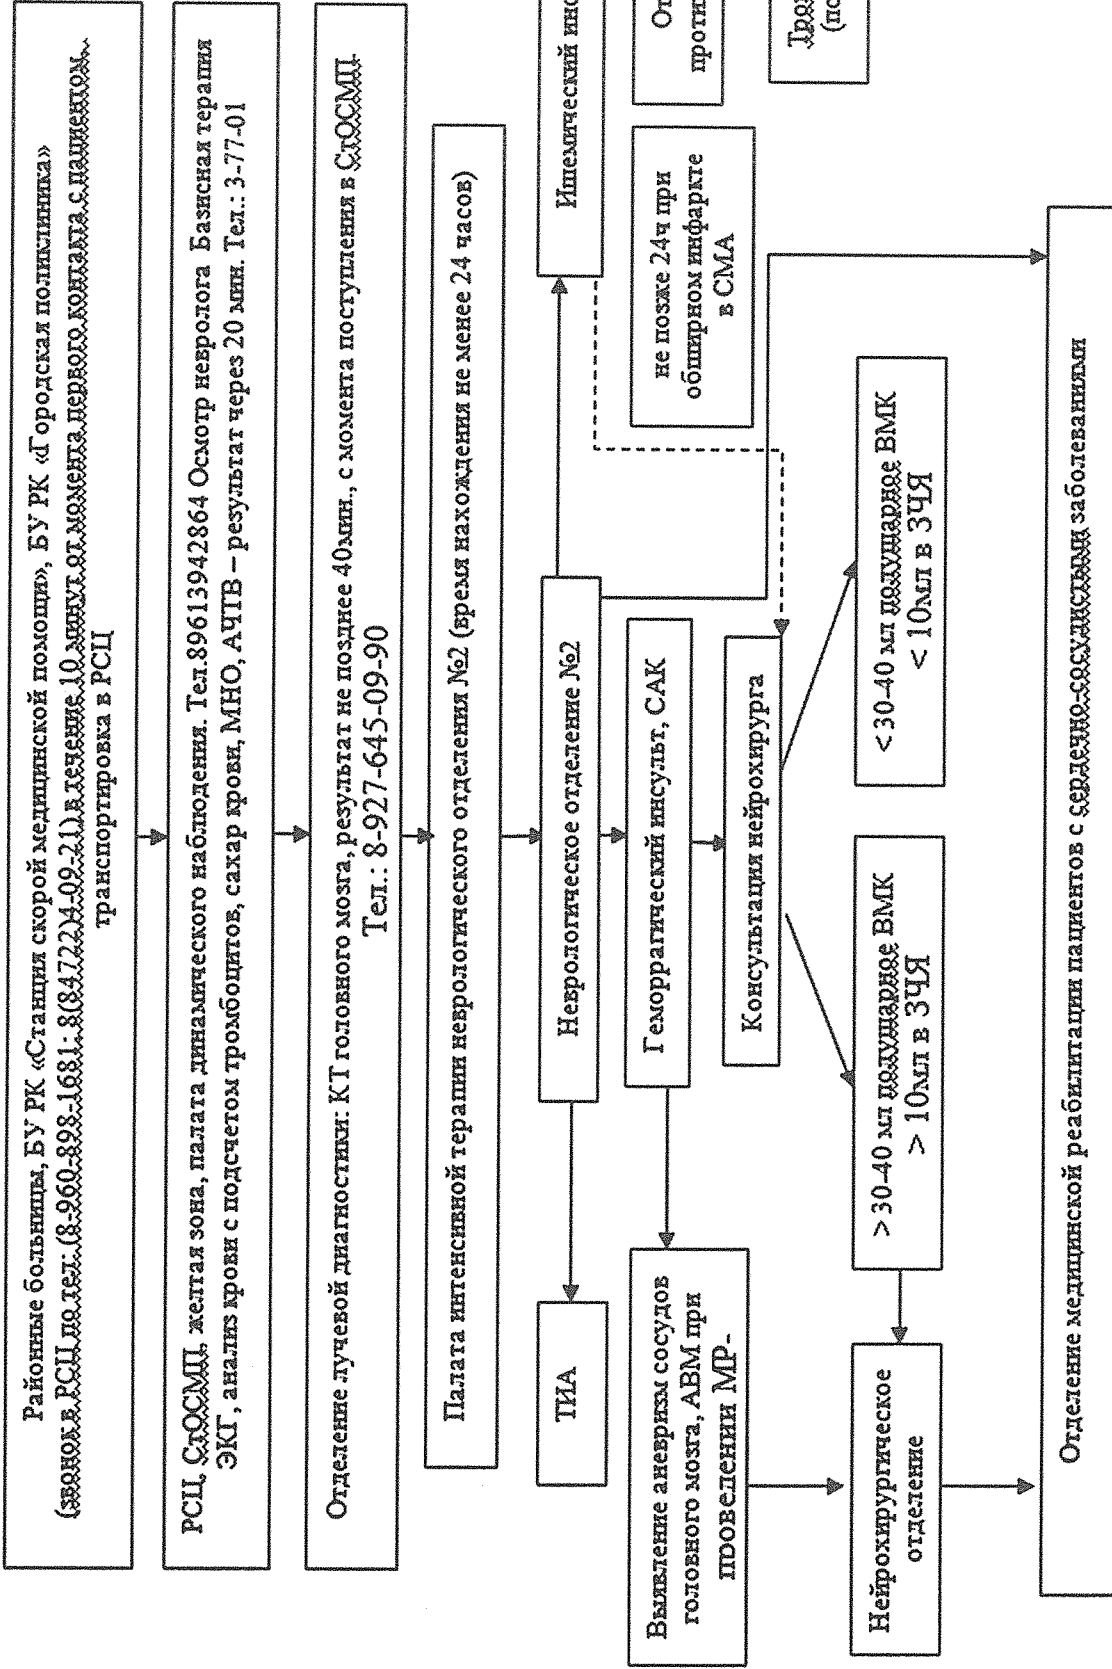 Районные больницы, БУ РК «Станция скорой медицинской помощи», БУ РК «Городская поликлиника»
(звонок в РСЦ по тел: (8-960-898-1681; 8(84722)4-09-21) в течение 10 минут от момента первого контакта с пациентом,
транспортировка в РСЦ
РСЦ, СтОСМП, желтая зона, палата динамического наблюдения. Тел.89613942864 Осмотр невролога Базисная терапия
ЭКГ, анализ крови с подсчетом тромбоцитов, сахар крови, МНО, АЧТВ – результат через 20 мин. Тел.: 3-77-01
Отделение лучевой диагностики: КТ головного мозга, результат не позднее 40мин., с момента поступления в СтОСМП.
Тел.: 8-927-645-09-90
Палата интенсивной терапии неврологического отделения №2 (время нахождения не менее 24 часов)
ТИА
Неврологическое отделение №2
Ишемический инс
Выявление аневризм сосудов
головного мозга, АВМ при
проведении МР-
Геморрагический инсульт, САК
не позже 24ч при
обширном инфаркте
в СМА
От
проти
Консультация нейрохирурга
Тром
(по
Нейрохирургическое
отделение
> 30-40 мл полушарное ВМК
> 10мл в ЗЧЯ
< 30-40 мл полушарное ВМК
< 10мл в ЗЧЯ
Отделение медицинской реабилитации пациентов с сердечно-сосудистыми заболеваниями